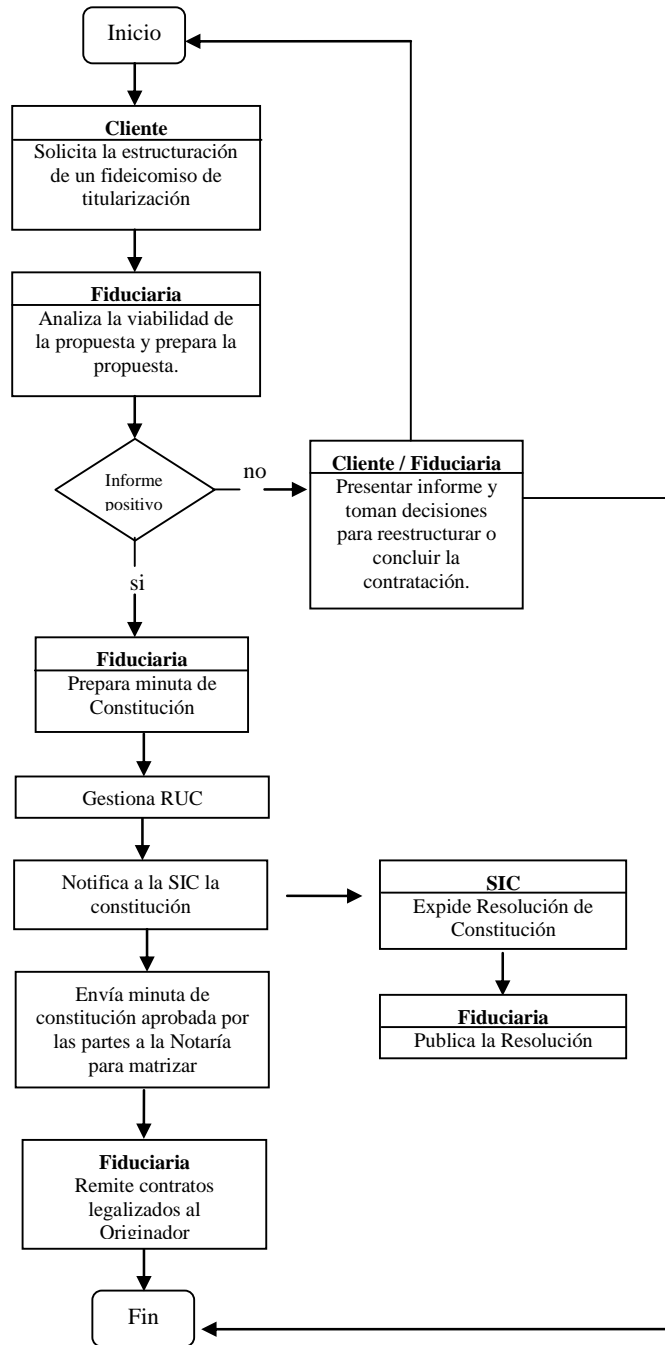 Inicio
Cliente
Solicita la estructuración
de un fideicomiso de
titularización
Fiduciaria
Analiza la viabilidad de
la propuesta y prepara la
propuesta.
Informe
positivo
no
Cliente / Fiduciaria
Presentar informe y
toman decisiones
para reestructurar o
concluir la
contratación.
si
Fiduciaria
Prepara minuta de
Constitución
Gestiona RUC
Notifica a la SIC la
constitución
SIC
Expide Resolución de
Constitución
Fiduciaria
Publica la Resolución
Envía minuta de
constitución aprobada por
las partes a la Notaría
para matrizar
Fiduciaria
Remite contratos
legalizados al
Originador
Fin